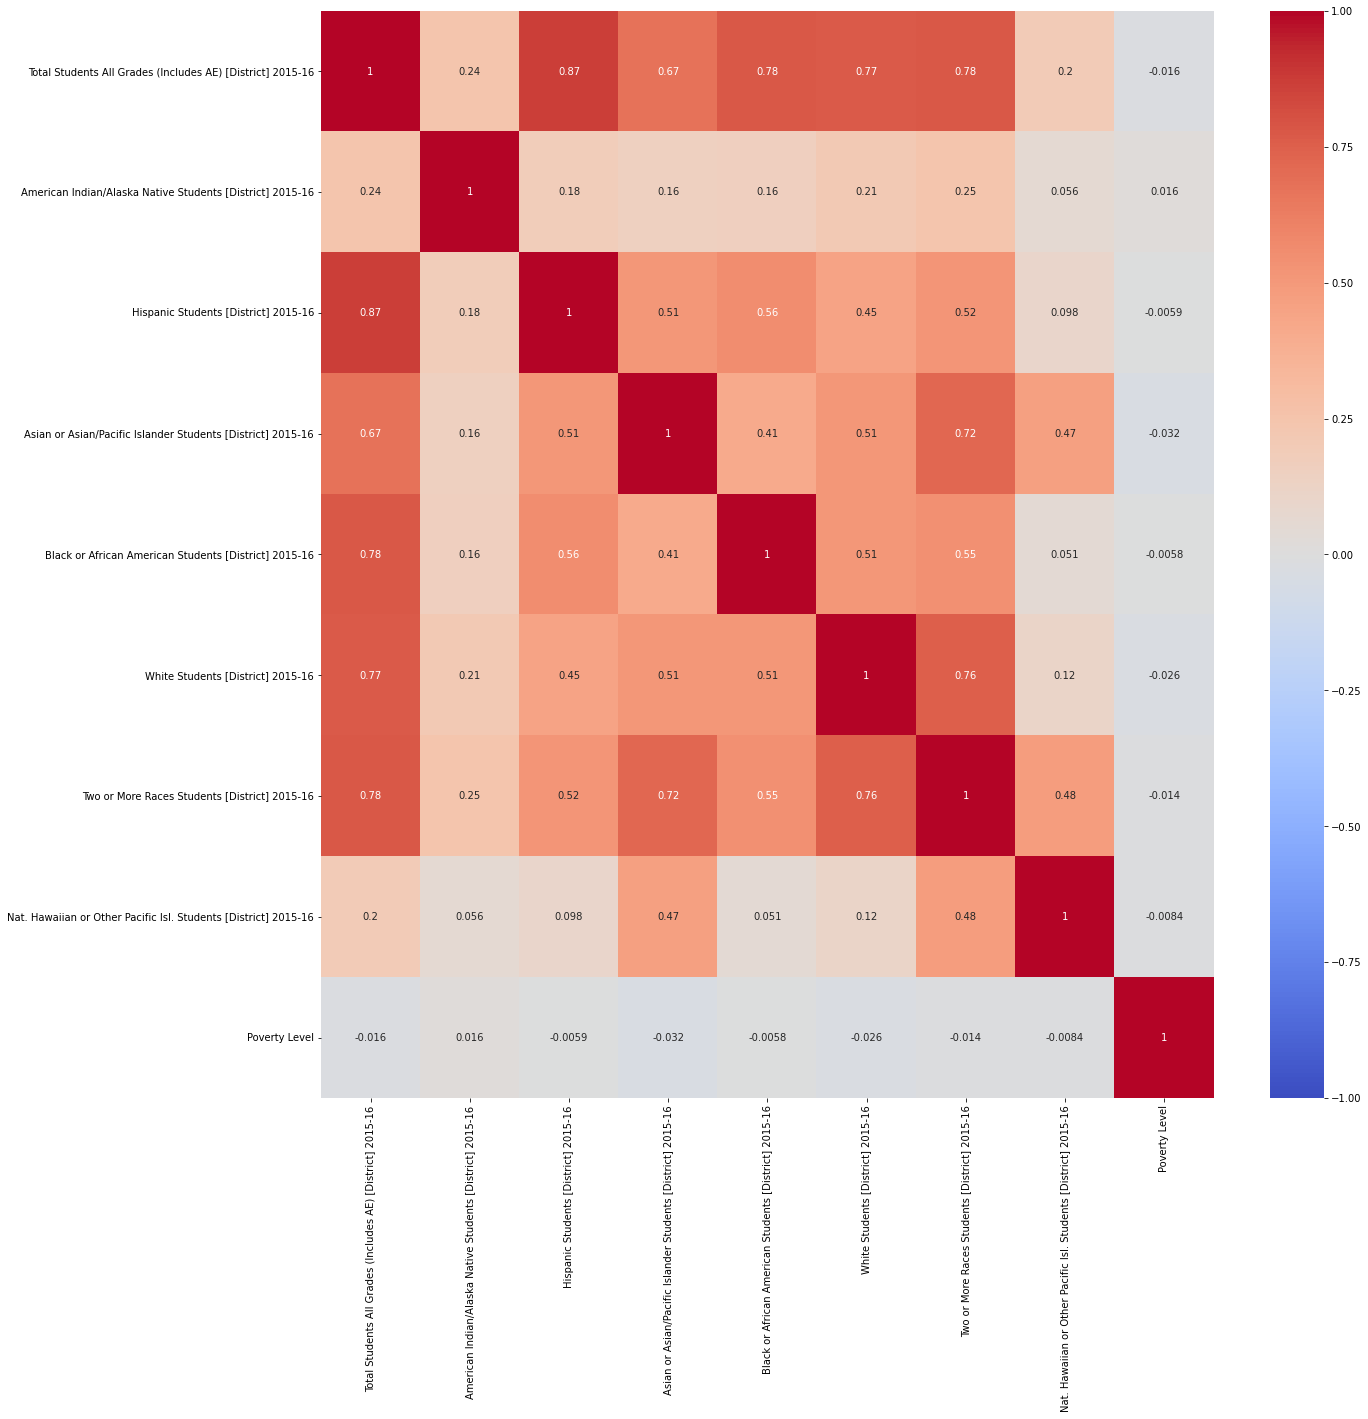 Total Students All Grades (Includes AE) [District] 2015-16
1 0.24 0.87 0.67 0.78 0.77 0.78 0.2 -0.016
American Indian/Alaska Native Students [District] 2015-16
0.24 1 0.18 0.16 0.16 0.21 0.25 0.056 0.016
Hispanic Students [District] 2015-16
0.87 0.18 1 0.51 0.56 0.45 0.52 0.098 -0.0059
Asian or Asian/Pacific Islander Students [District] 2015-16
0.67 0.16 0.51 1 0.41 0.51 0.72 0.47 -0.032
Black or African American Students [District] 2015-16
0.78 0.16 0.56 0.41 1 0.51 0.55 0.051 -0.0058
White Students [District] 2015-16
0.77 0.21 0.45 0.51 0.51 1 0.76 0.12 -0.026
Two or More Races Students [District] 2015-16
0.78 0.25 0.52 0.72 0.55 0.76 1 0.48 -0.014
Nat. Hawaiian or Other Pacific Isl. Students [District] 2015-16
0.2 0.056 0.098 0.47 0.051 0.12 0.48 1 -0.0084
Poverty Level
-0.016 0.016 -0.0059 -0.032 -0.0058 -0.026 -0.014 -0.0084 1
Total Students All Grades (Includes AE) [District] 2015-16
American Indian/Alaska Native Students [District] 2015-16
Hispanic Students [District] 2015-16
Asian or Asian/Pacific Islander Students [District] 2015-16
Black or African American Students [District] 2015-16
White Students [District] 2015-16
Two or More Races Students [District] 2015-16
Nat. Hawaiian or Other Pacific Isl. Students [District] 2015-16
Poverty Level
1.00
0.75
0.50
0.25
0.00
−0.25
−0.50
−0.75
−1.00